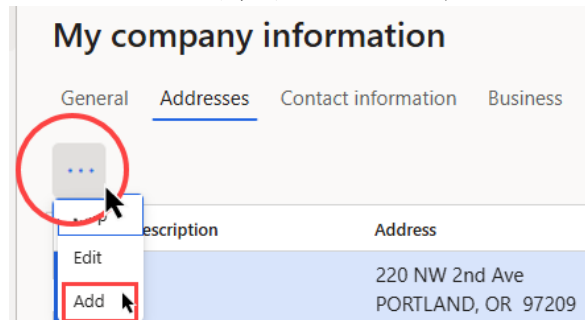 My company information
General Addresses Contact information Business
...
escription Address
Edit
220 NW 2nd Ave
Add
PORTLAND, OR 97209